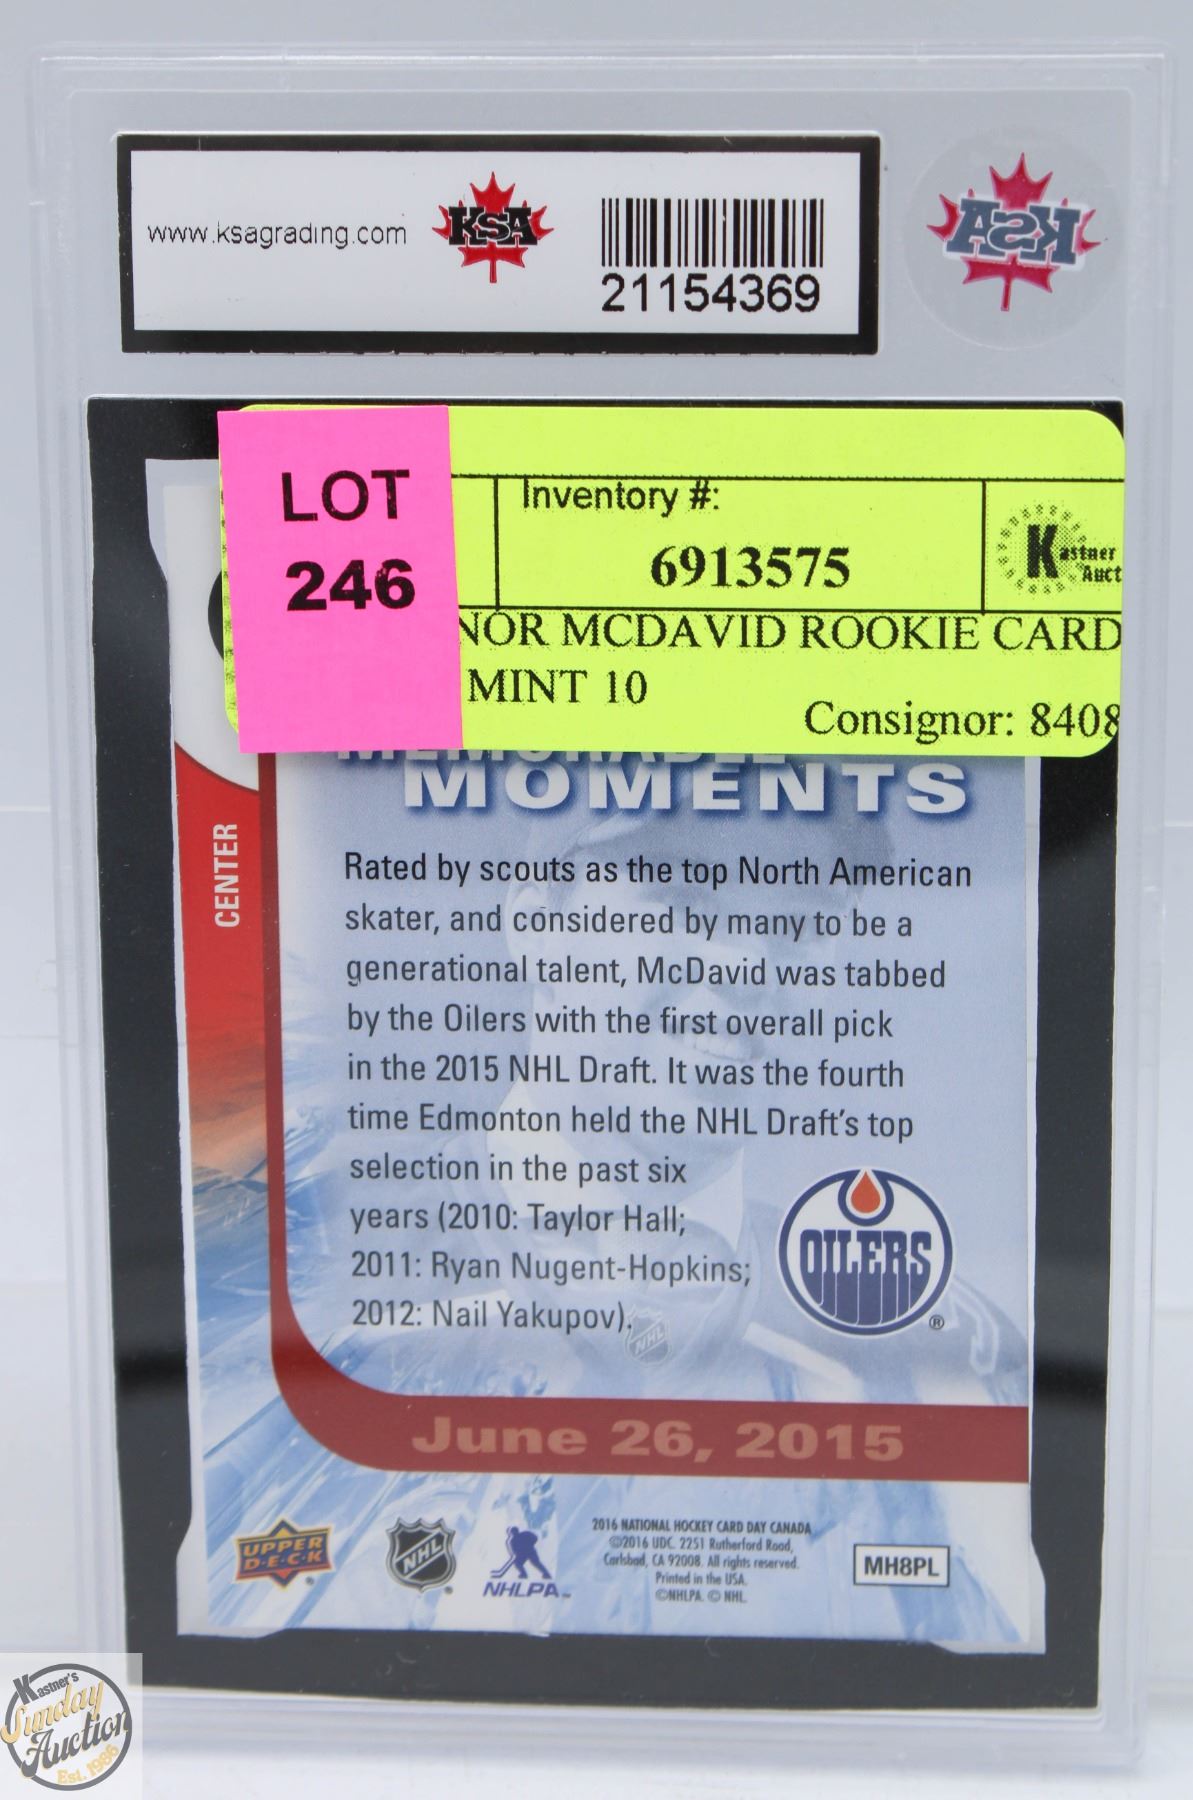 www.ksagrading.com
KSA
21154369
KSA
LOT
246
Inventory #:
6913575
Kastner
Auct
NOR MCDAVID ROOKIE CARD
MINT 10
Consignor: 8408
MEMORABLE
MOMENTS
CENTER
Rated by scouts as the top North American
skater, and considered by many to be a
generational talent, McDavid was tabbed
by the Oilers with the first overall pick
in the 2015 NHL Draft. It was the fourth
time Edmonton held the NHL Draft's top
selection in the past six
years (2010: Taylor Hall;
2011: Ryan Nugent-Hopkins;
2012: Nail Yakupov).
NHL
OILERS
®
June 26, 2015
UPPER
D·E·C·K
NHL
NHLPA
2016 NATIONAL HOCKEY CARD DAY CANADA
©2016 UDC. 2251 Rutherford Road,
Carlsbad, CA 92008. All rights reserved.
Printed in the USA.
©NHLPA. © NHL.
MH8PL
Kastner's
Sunday
Auction
Est. 1986